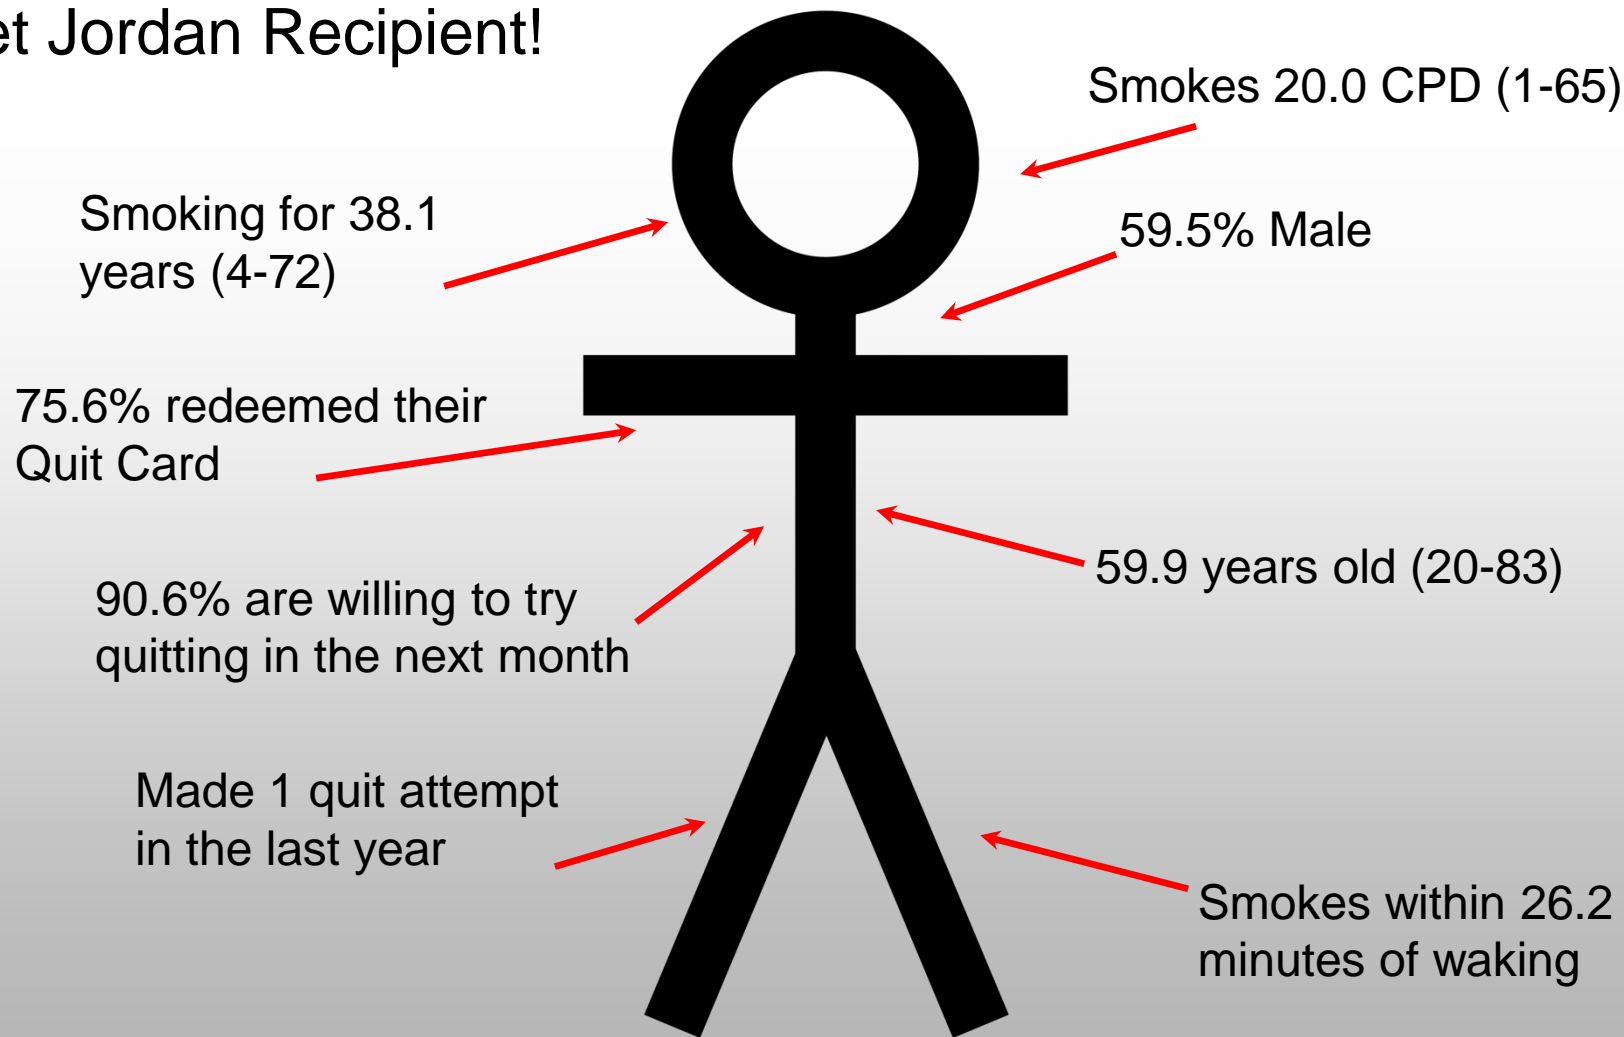 et Jordan Recipient!
Smokes 20.0 CPD (1-65)
Smoking for 38.1
years (4-72)
59.5% Male
75.6% redeemed their
Quit Card
59.9 years old (20-83)
90.6% are willing to try
quitting in the next month
Made 1 quit attempt
in the last year
Smokes within 26.2
minutes of waking